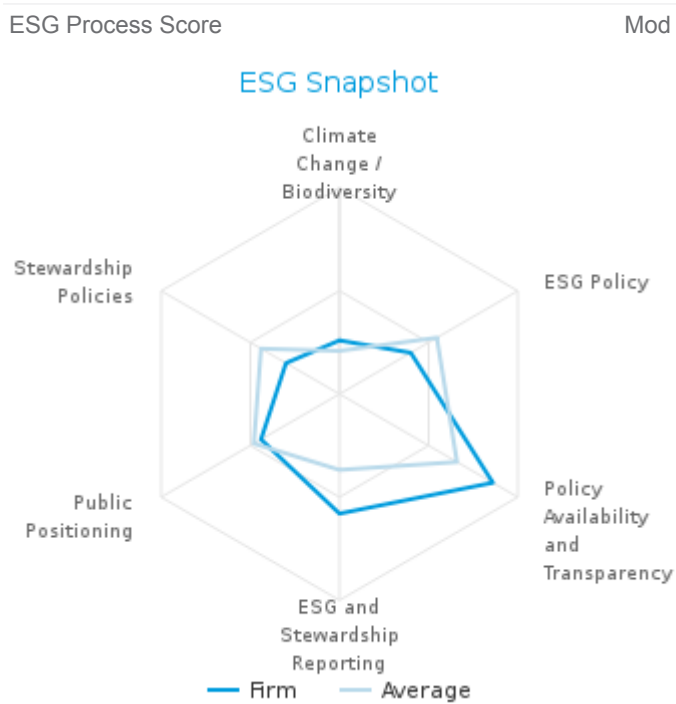 ESG Process Score Mod
ESG Snapshot
Climate
Change /
Biodiversity
Stewardship
Policies
ESG Policy
Public
Positioning
Policy
Availability
and
Transparency
ESG and
Stewardship
Reporting
Firm Average